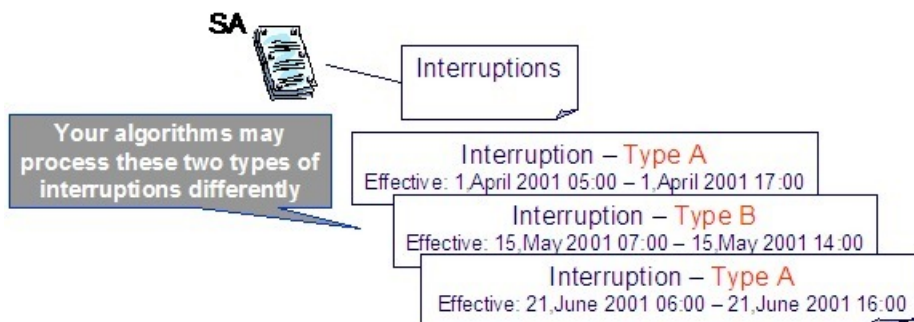 SA
Interruptions
Your algorithms may
process these two types of
interruptions differently
Interruption – Type A
Effective: 1,April 2001 05:00 – 1,April 2001 17:00
Interruption – Type B
Effective: 15,May 2001 07:00 – 15,May 2001 14:00
Interruption – Type A
Effective: 21,June 2001 06:00 – 21,June 2001 16:00